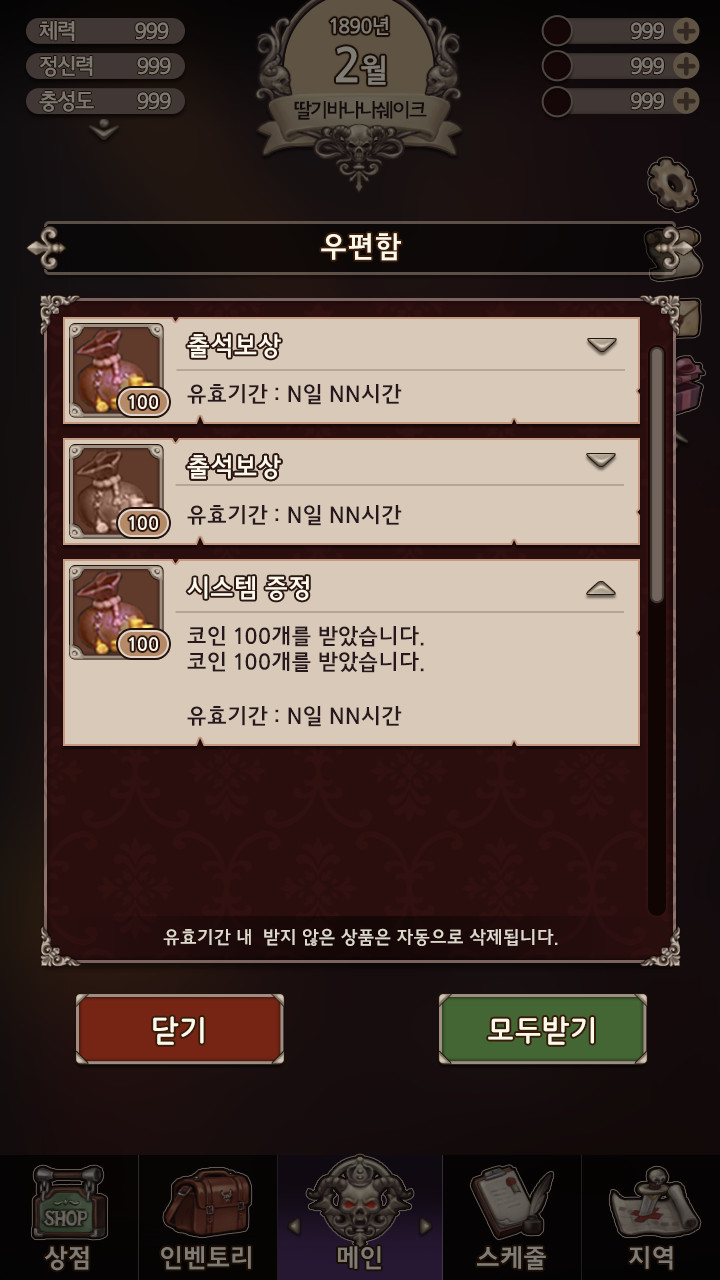 체력 999
정신력 999
충성도 999
1890년
2월
딸기바나나쉐이크
999
999
999
우편함
출석보상
100
유효기간 : N일 NN시간
출석보상
100
유효기간 : N일 NN시간
시스템 증정
100
코인 100개를 받았습니다.
코인 100개를 받았습니다.
유효기간 : N일 NN시간
유효기간 내 받지 않은 상품은 자동으로 삭제됩니다.
닫기
모두받기
SHOP
상점
인벤토리
메인
스케줄
지역